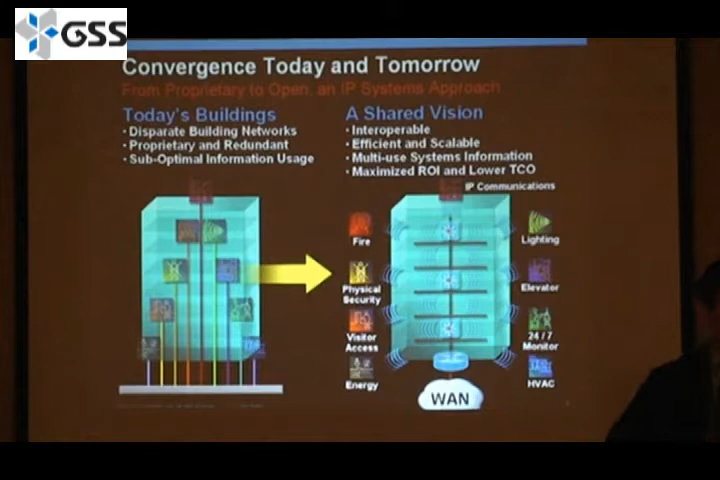 GSS
Convergence Today and Tomorrow
From Proprietary to Open, an IP Systems Approach
Today's Buildings
• Disparate Building Networks
• Proprietary and Redundant
• Sub-Optimal Information Usage
A Shared Vision
• Interoperable
• Efficient and Scalable
• Multi-use Systems Information
• Maximized ROI and Lower TCO
IP Communications
Fire
Physical
Security
Visitor
Access
Energy
Lighting
Elevator
24 / 7
Monitor
HVAC
WAN